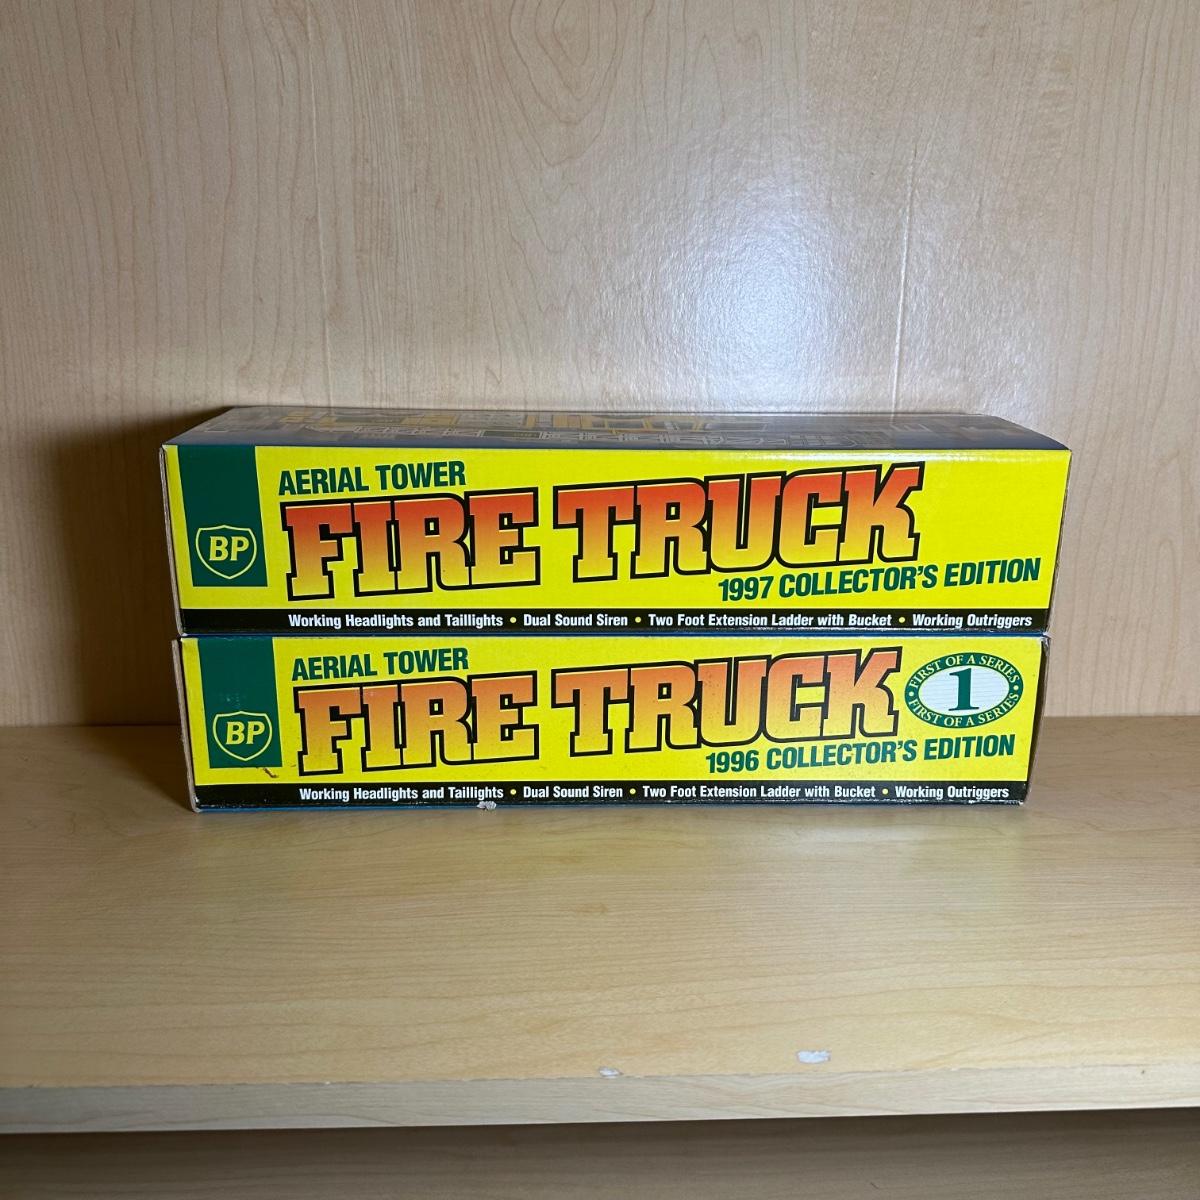 AERIAL TOWER
FIRE TRUCK
BP
1997 COLLECTOR'S EDITION
Working Headlights and Taillights • Dual Sound Siren • Two Foot Extension Ladder with Bucket • Working Outriggers
AERIAL TOWER
FIRE TRUCK
FIRST OF A SERIES
1
FIRST OF A SERIES
BP
1996 COLLECTOR'S EDITION
Working Headlights and Taillights • Dual Sound Siren • Two Foot Extension Ladder with Bucket • Working Outriggers